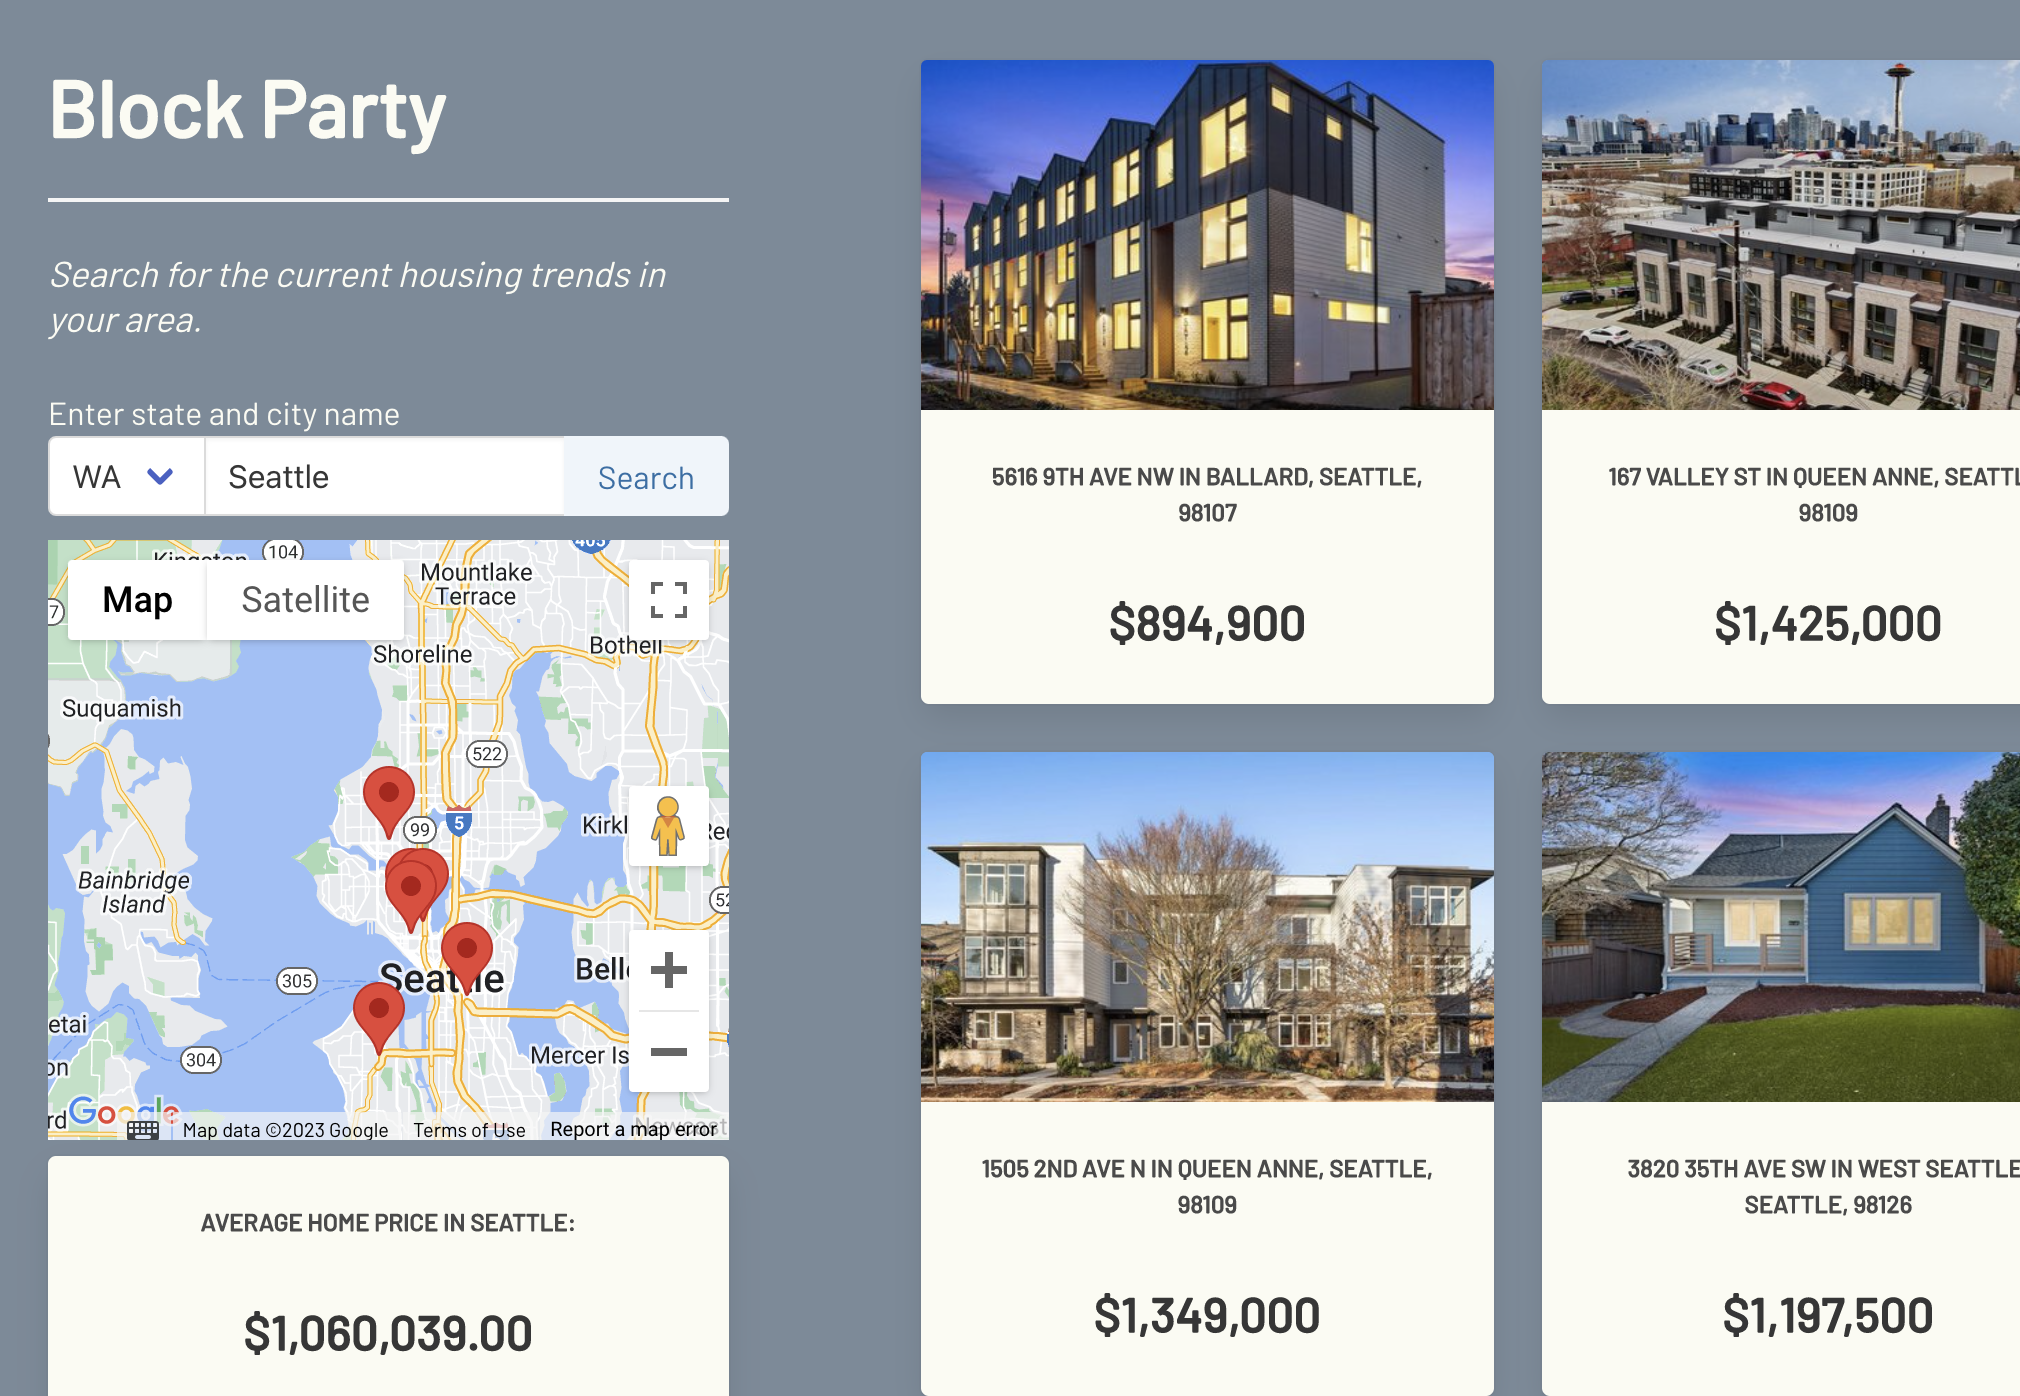 Block Party
Search for the current housing trends in
your area.
Enter state and city name
WA
Seattle
Search
104
405
Mountlake
Terrace
Map
Satellite
7
Shoreline
Bothell
Suquamish
522
99
5
Bainbridge
Island
305
Seattle
304
Mercer Is
Google
Map data ©2023 Google
Terms of Use
Report a map error
AVERAGE HOME PRICE IN SEATTLE:
$1,060,039.00
5616 9TH AVE NW IN BALLARD, SEATTLE,
98107
$894,900
167 VALLEY ST IN QUEEN ANNE, SEATTL
98109
$1,425,000
1505 2ND AVE N IN QUEEN ANNE, SEATTLE,
98109
$1,349,000
3820 35TH AVE SW IN WEST SEATTLE
SEATTLE, 98126
$1,197,500